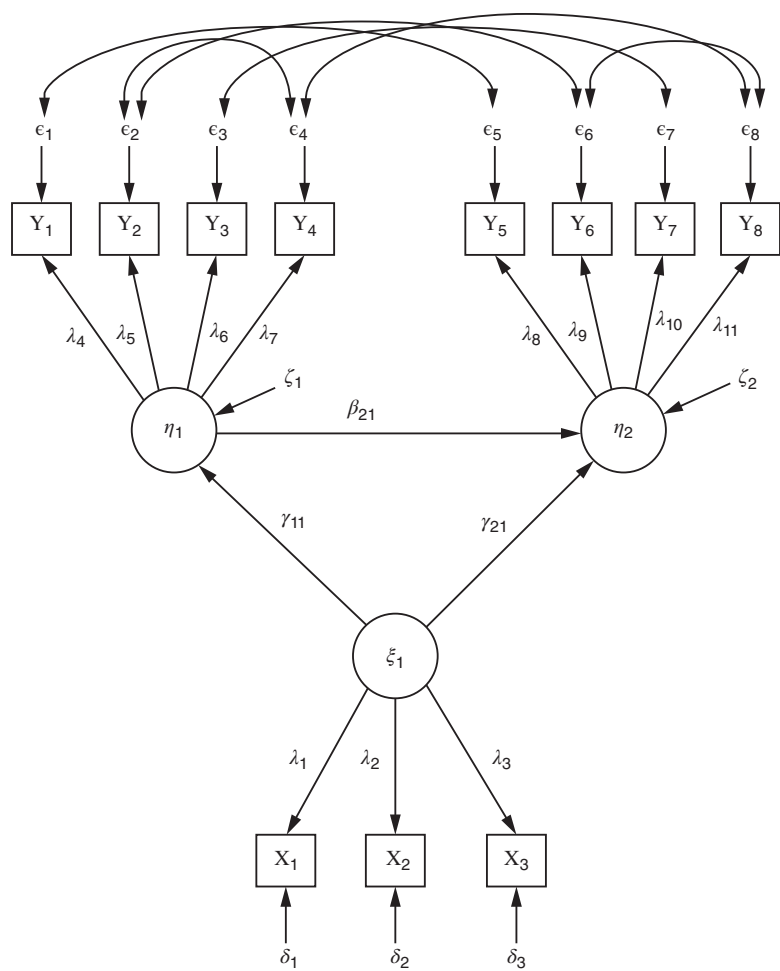 ϵ1 ϵ2 ϵ3 ϵ4 ϵ5 ϵ6 ϵ7 ϵ8
Y1 Y2 Y3 Y4 Y5 Y6 Y7 Y8
λ4 λ5 λ6 λ7 λ8 λ9 λ10 λ11
ζ1 ζ2
η1 β21 η2
γ11 γ21
ξ1
λ1 λ2 λ3
X1 X2 X3
δ1 δ2 δ3